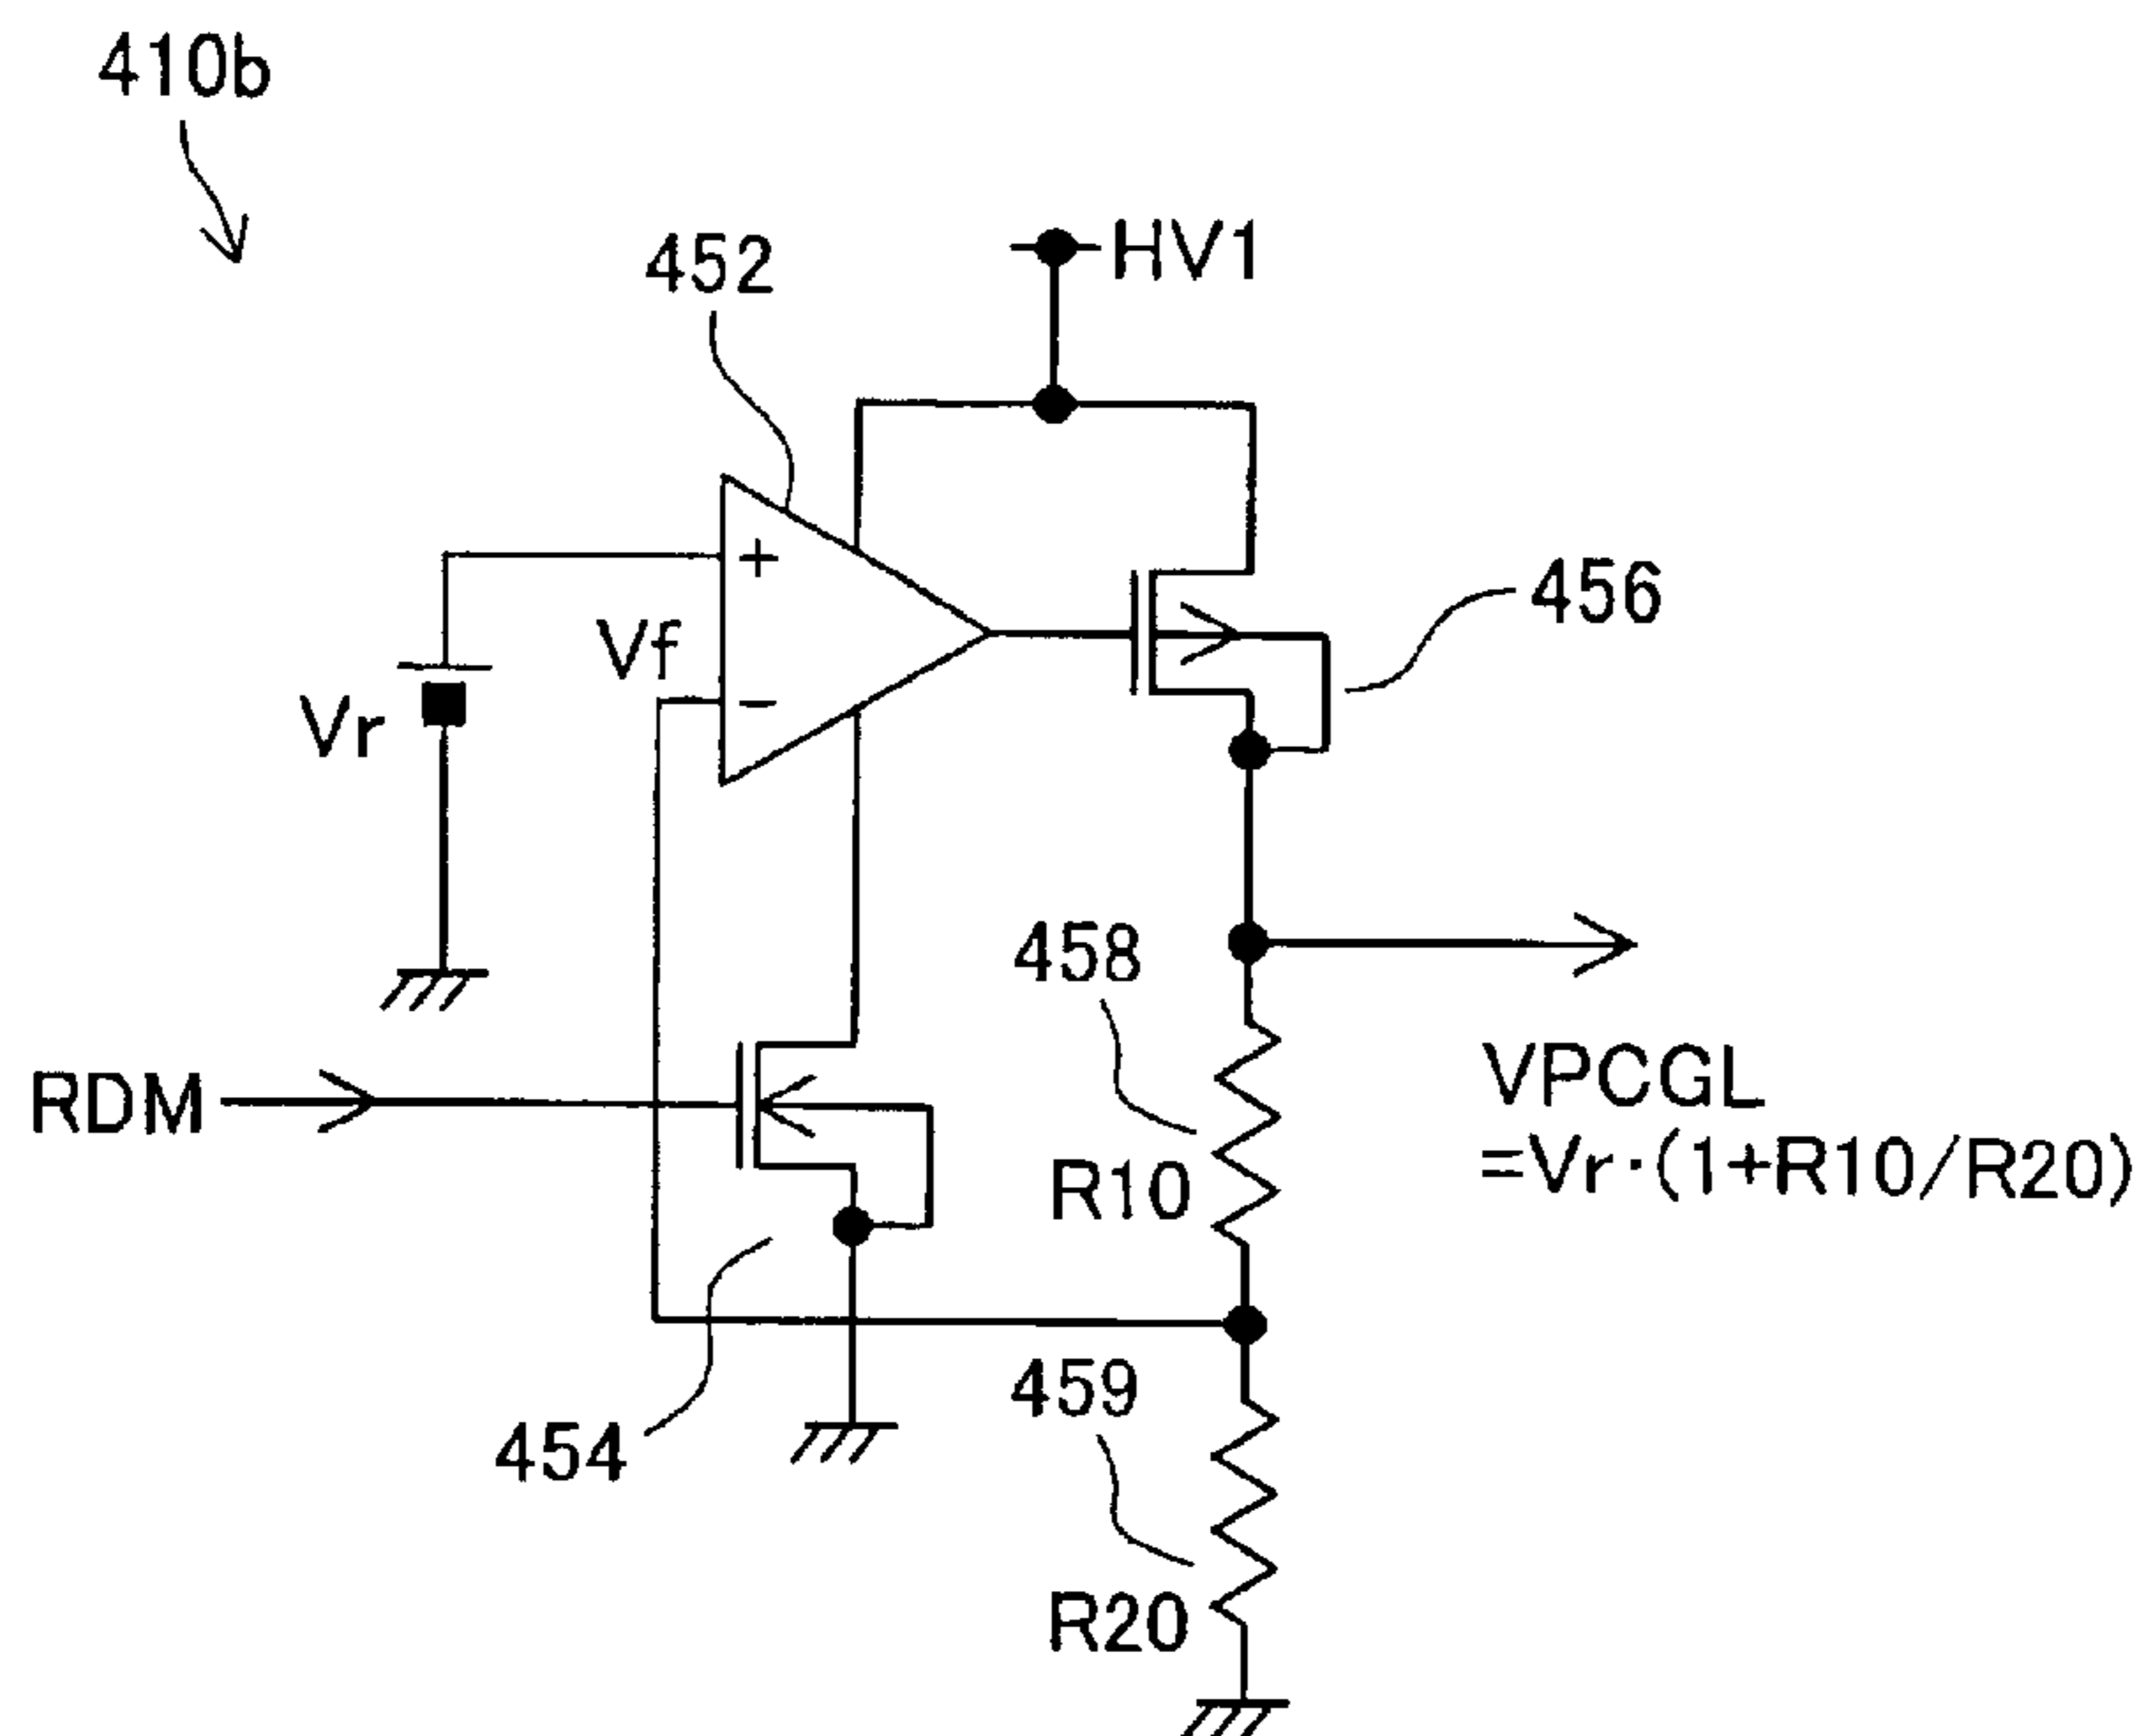 410b
452
HV1
+
456
Vf
−
Vr
458
RDM
VPCGL
=Vr·(1+R10/R20)
R10
459
454
R20